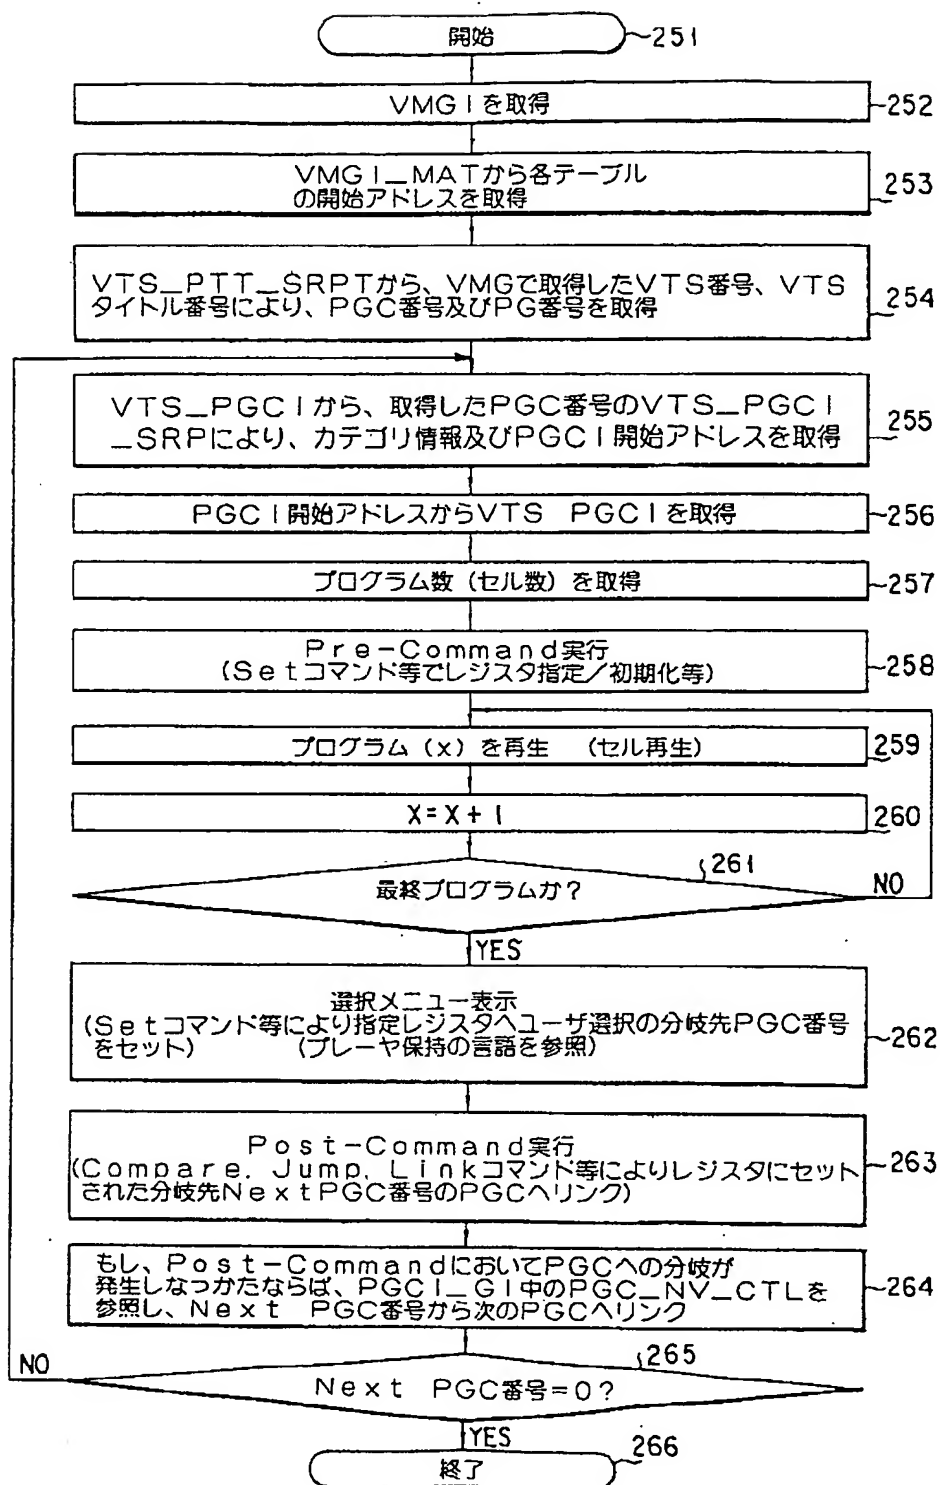 開始
251
VMGIを取得
252
VMGI_MATから各テーブル
の開始アドレスを取得
253
VTS_PTT_SRPTから、VMGで取得したVTS番号、VTS
タイトル番号により、PGC番号及びPG番号を取得
254
VTS_PGCIから、取得したPGC番号のVTS_PGCI
_SRPにより、カテゴリ情報及びPGCI開始アドレスを取得
255
PGCI開始アドレスからVTS PGCIを取得
256
プログラム数(セル数)を取得
257
Pre-Command実行
(Setコマンド等でレジスタ指定/初期化等)
258
プログラム(x)を再生 (セル再生)
259
X=X+1
260
261
最終プログラムか?
NO
YES
選択メニュー表示
(Setコマンド等により指定レジスタへユーザ選択の分岐先PGC番号
をセット) (プレーヤ保持の言語を参照)
262
Post-Command実行
(Compare、Jump、Linkコマンド等によりレジスタにセット
された分岐先NextPGC番号のPGCへリンク)
263
もし、Post-CommandにおいてPGCへの分岐が
発生しなつかたならば、PGCI_GI中のPGC_NV_CTLを
参照し、Next PGC番号から次のPGCへリンク
264
NO
265
Next PGC番号=0?
YES
266
終了